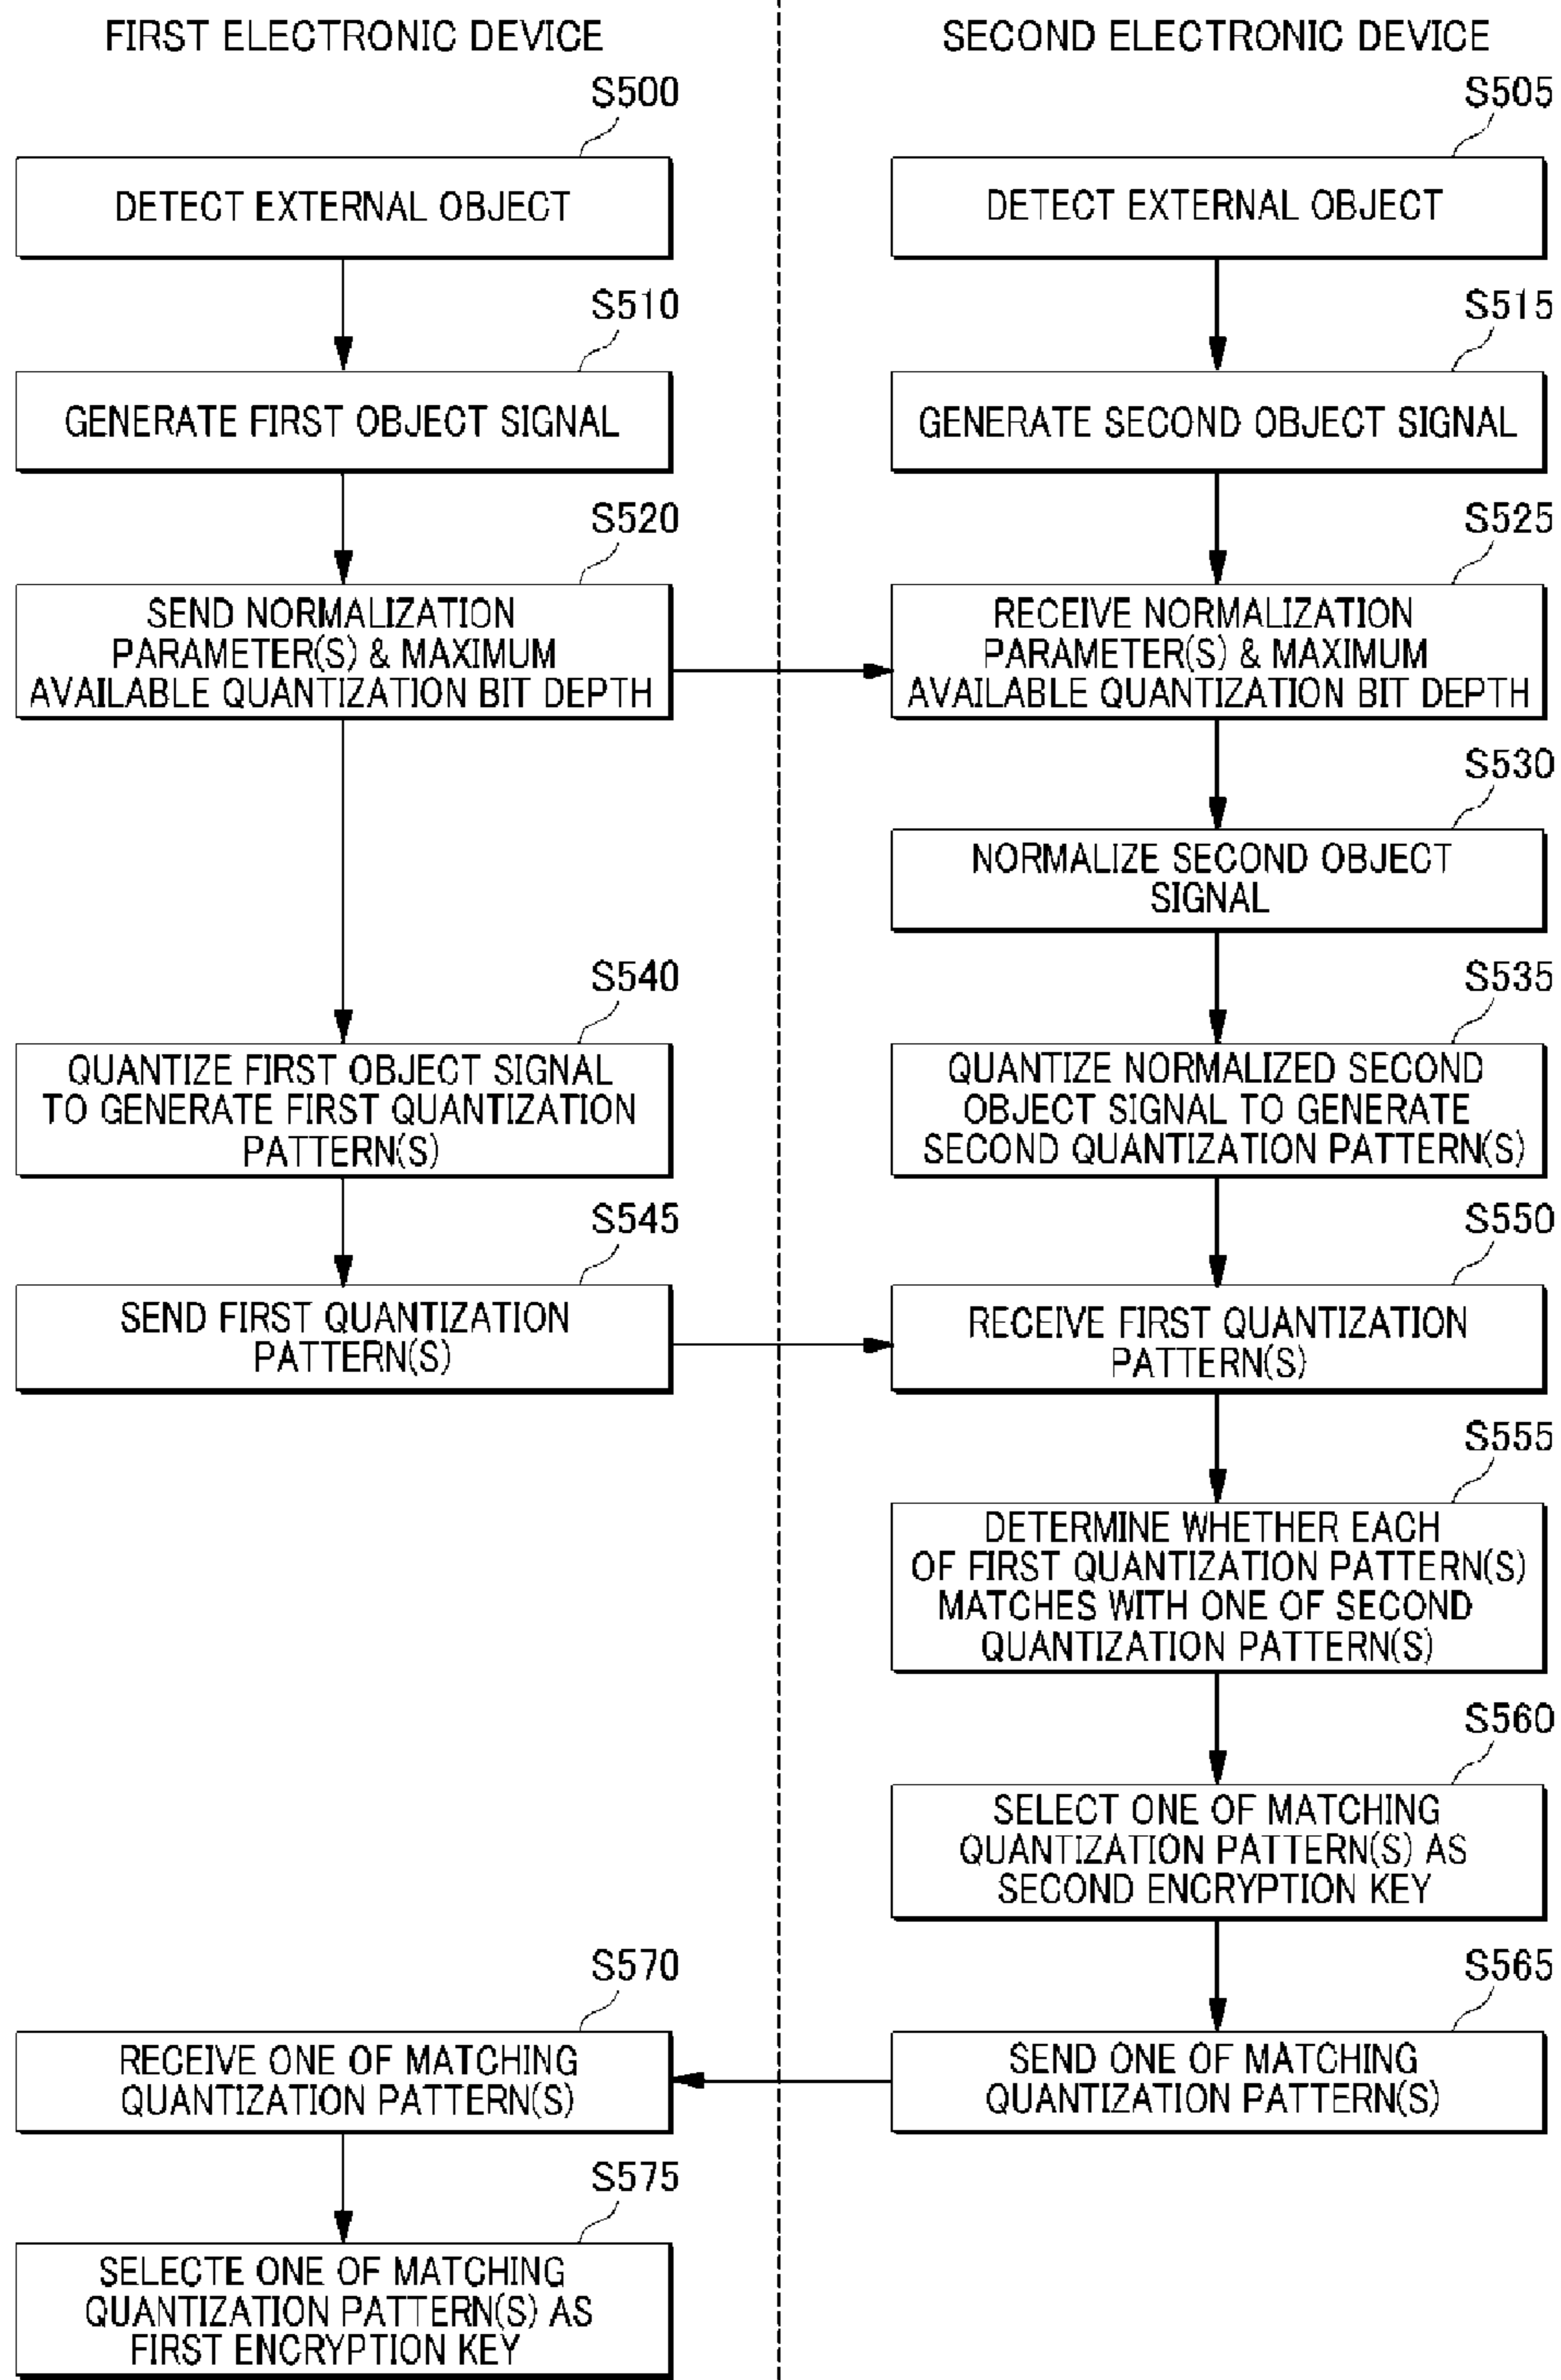 FIRST ELECTRONIC DEVICE
SECOND ELECTRONIC DEVICE
S500
S505
DETECT EXTERNAL OBJECT
DETECT EXTERNAL OBJECT
S510
S515
GENERATE FIRST OBJECT SIGNAL
GENERATE SECOND OBJECT SIGNAL
S520
S525
SEND NORMALIZATION
PARAMETER(S) & MAXIMUM
AVAILABLE QUANTIZATION BIT DEPTH
RECEIVE NORMALIZATION
PARAMETER(S) & MAXIMUM
AVAILABLE QUANTIZATION BIT DEPTH
S530
NORMALIZE SECOND OBJECT
SIGNAL
S540
S535
QUANTIZE FIRST OBJECT SIGNAL
TO GENERATE FIRST QUANTIZATION
PATTERN(S)
QUANTIZE NORMALIZED SECOND
OBJECT SIGNAL TO GENERATE
SECOND QUANTIZATION PATTERN(S)
S545
S550
SEND FIRST QUANTIZATION
PATTERN(S)
RECEIVE FIRST QUANTIZATION
PATTERN(S)
S555
DETERMINE WHETHER EACH
OF FIRST QUANTIZATION PATTERN(S)
MATCHES WITH ONE OF SECOND
QUANTIZATION PATTERN(S)
S560
SELECT ONE OF MATCHING
QUANTIZATION PATTERN(S) AS
SECOND ENCRYPTION KEY
S570
S565
RECEIVE ONE OF MATCHING
QUANTIZATION PATTERN(S)
SEND ONE OF MATCHING
QUANTIZATION PATTERN(S)
S575
SELECTE ONE OF MATCHING
QUANTIZATION PATTERN(S) AS
FIRST ENCRYPTION KEY